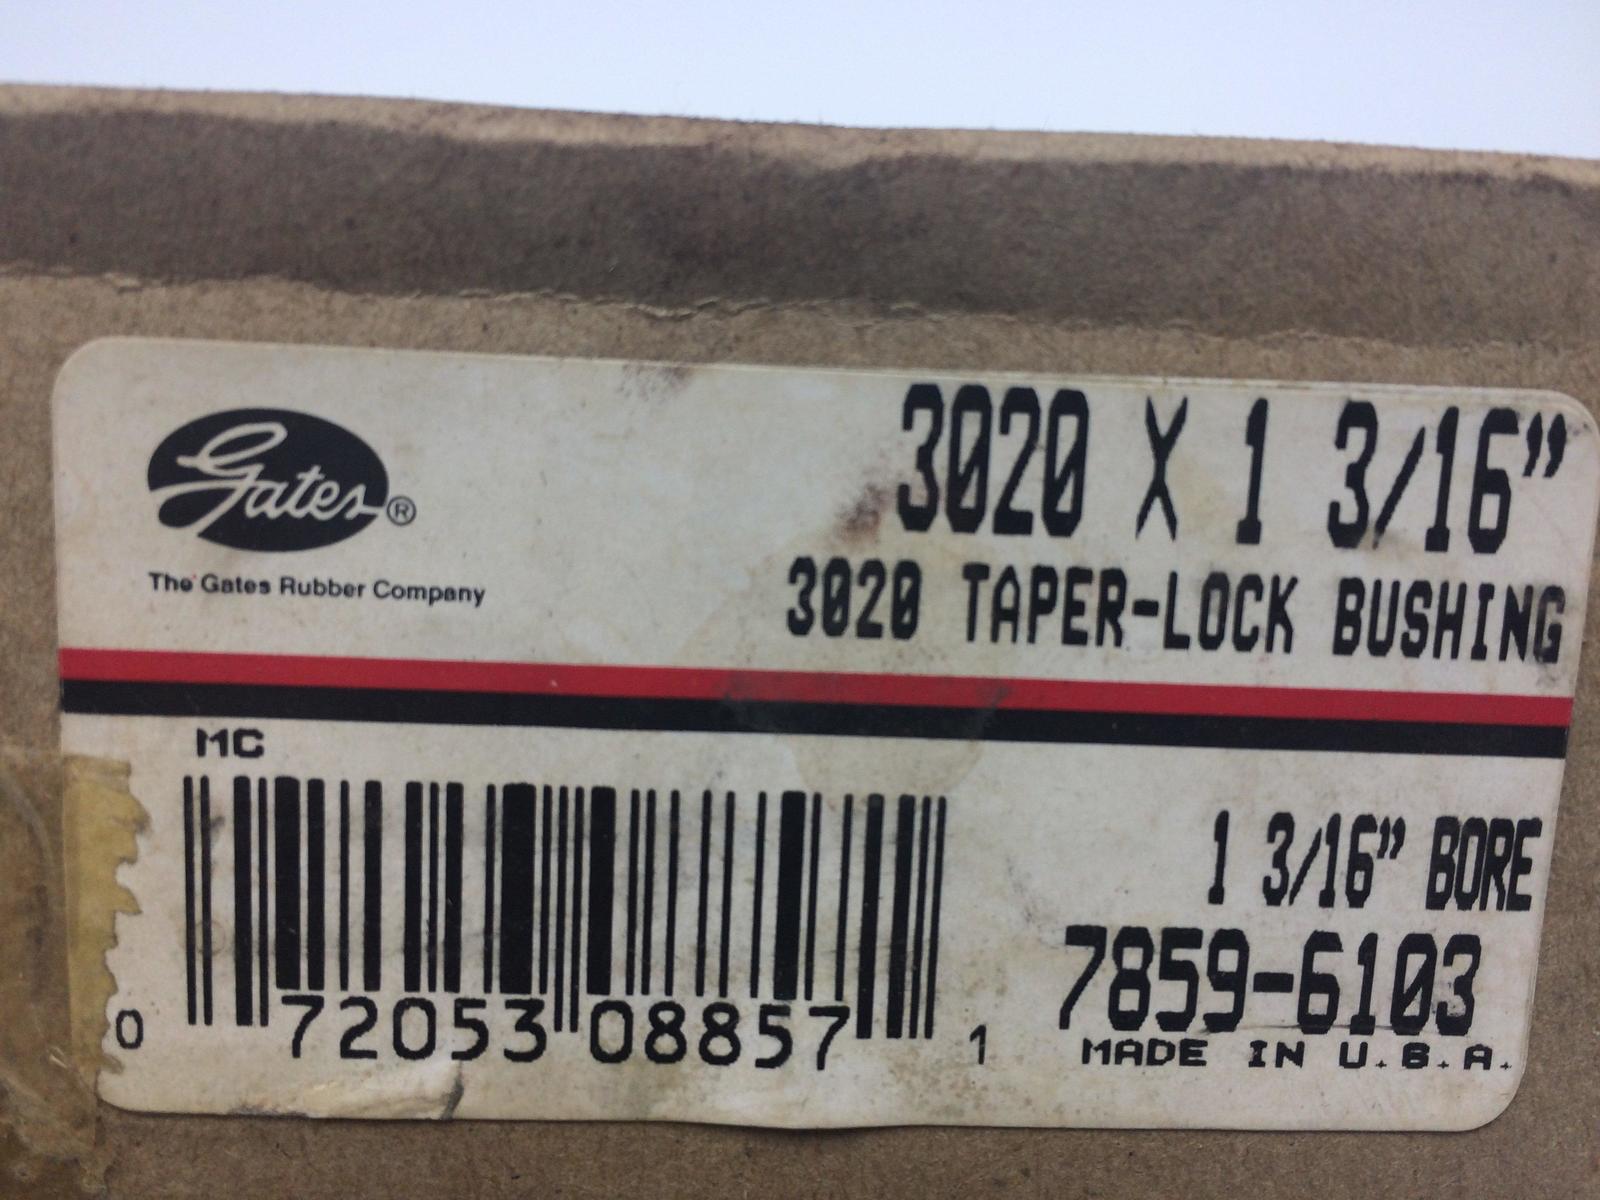 Gates®
The Gates Rubber Company
3020 X 1 3/16"
3020 TAPER-LOCK BUSHING
MC
0 72053 08857 1
1 3/16" BORE
7859-6103
MADE IN U.S.A.